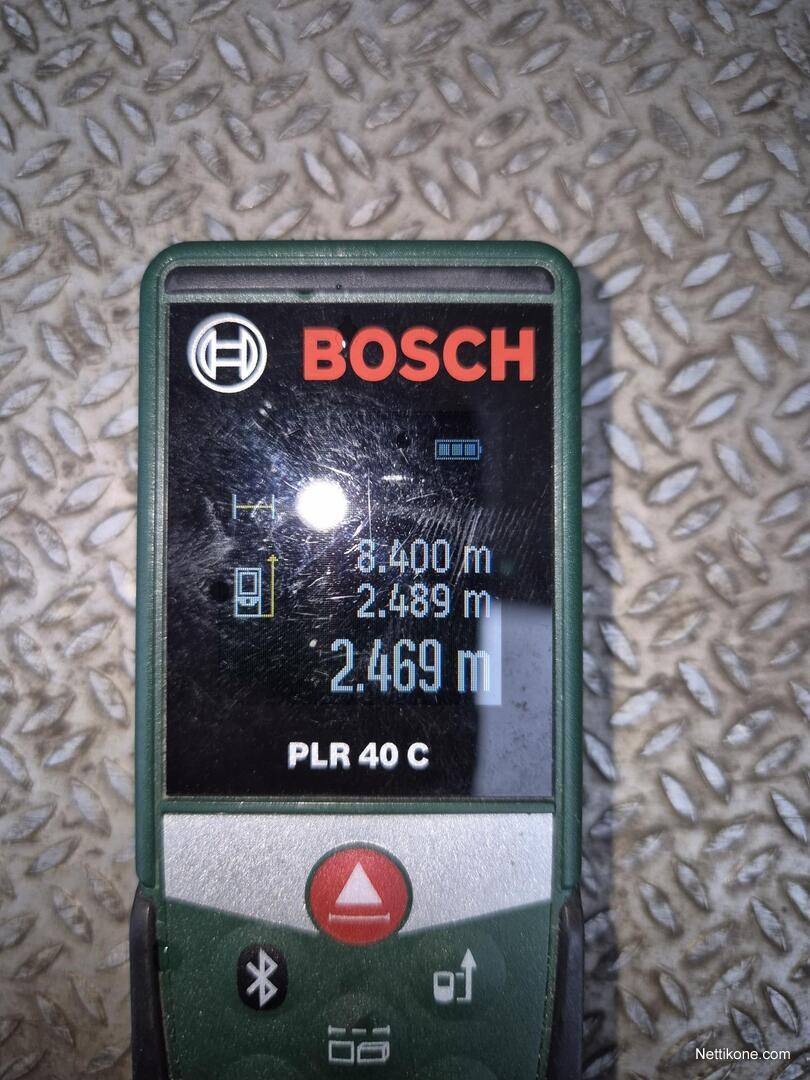 BOSCH
8.400 m
2.489 m
2.469 m
PLR 40 C
Nettikone.com